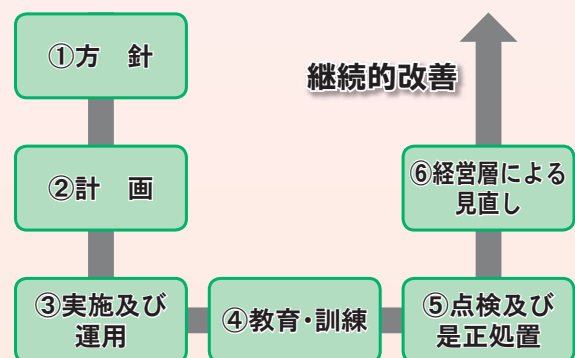 ①方　針
継続的改善
②計　画
⑥経営層による
見直し
③実施及び
運用
④教育・訓練
⑤点検及び
是正処置